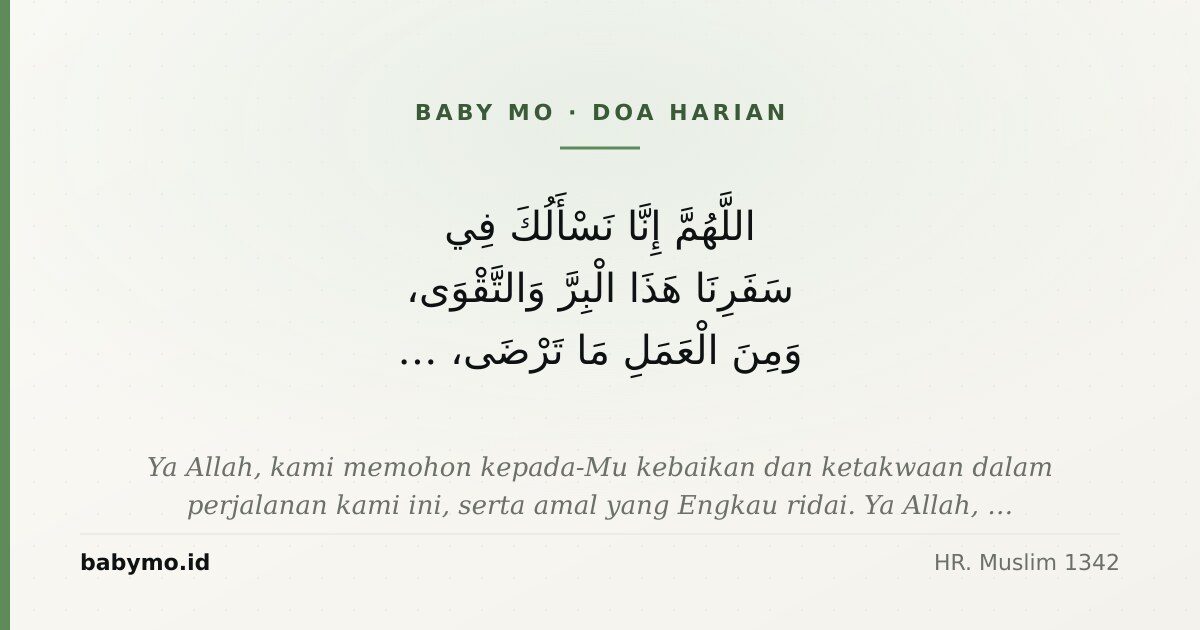 BABY MO · DOA HARIAN
اللَّهُمَّ إِنَّا نَسْأَلُكَ فِي
سَفَرِنَا هَذَا الْبِرَّ وَالتَّقْوَى،
وَمِنَ الْعَمَلِ مَا تَرْضَى، ...
Ya Allah, kami memohon kepada-Mu kebaikan dan ketakwaan dalam
perjalanan kami ini, serta amal yang Engkau ridai. Ya Allah, ...
babymo.id
HR. Muslim 1342